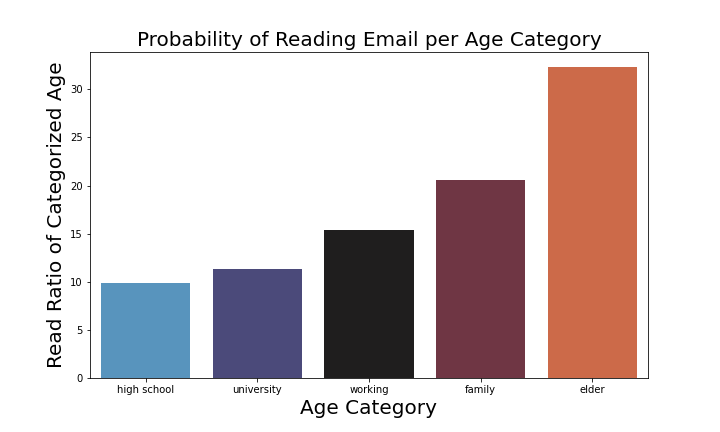 Probability of Reading Email per Age Category
Read Ratio of Categorized Age
30
25
20
15
10
5
0
high school university working family elder
Age Category